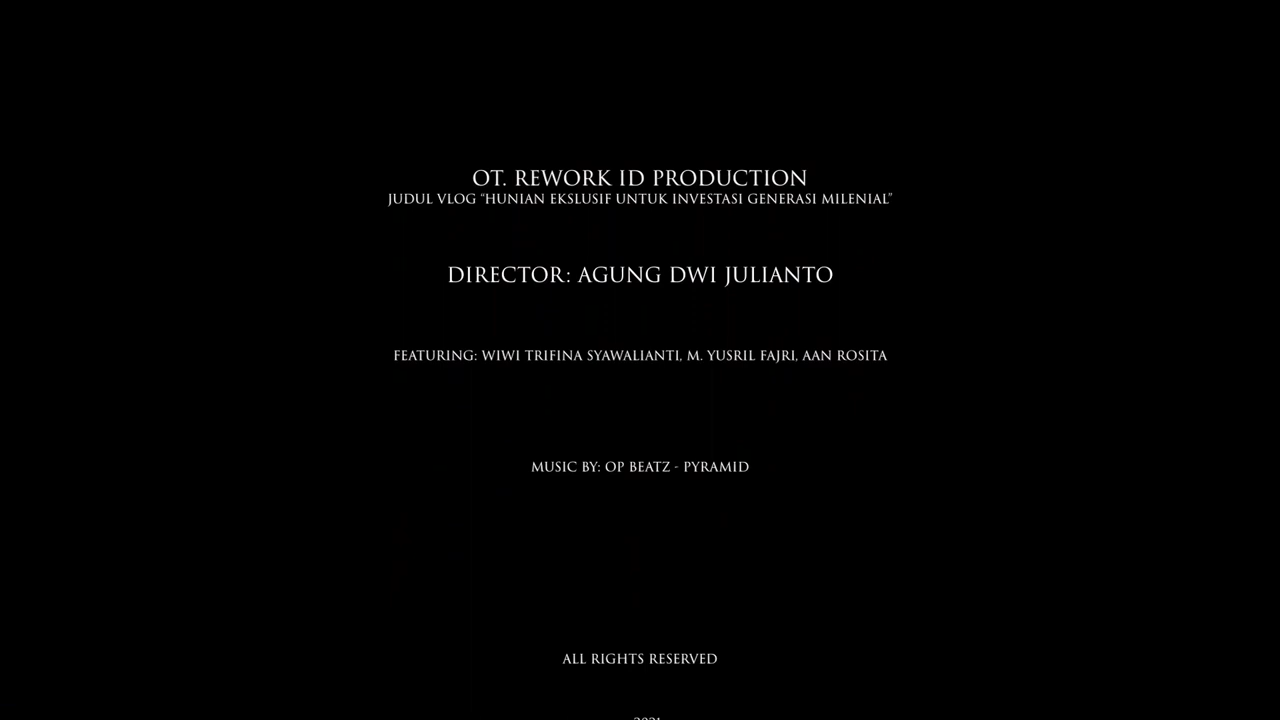 OT. REWORK ID PRODUCTION
JUDUL VLOG “HUNIAN EKSLUSIF UNTUK INVESTASI GENERASI MILENIAL”
DIRECTOR: AGUNG DWI JULIANTO
FEATURING: WIWI TRIFINA SYAWALIANTI, M. YUSRIL FAJRI, AAN ROSITA
MUSIC BY: OP BEATZ - PYRAMID
ALL RIGHTS RESERVED